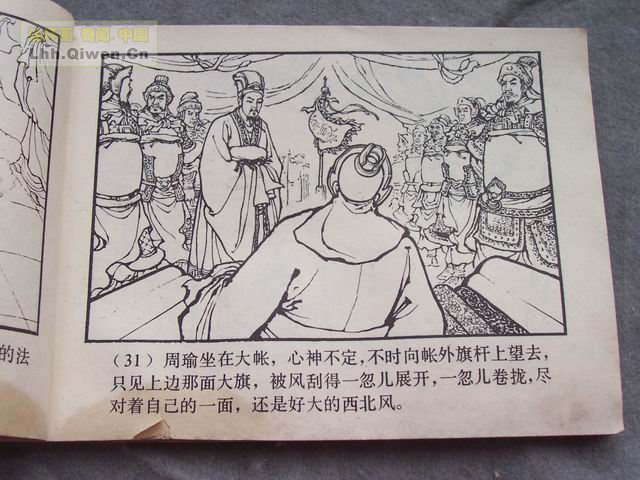 连环画.奇闻.中国
Lhh.Qiwen.Cn
的法
(31) 周瑜坐在大帐，心神不定，不时向帐外旗杆上望去，
只见上边那面大旗，被风刮得一忽儿展开，一忽儿卷拢，尽
对着自己的一面，还是好大的西北风。